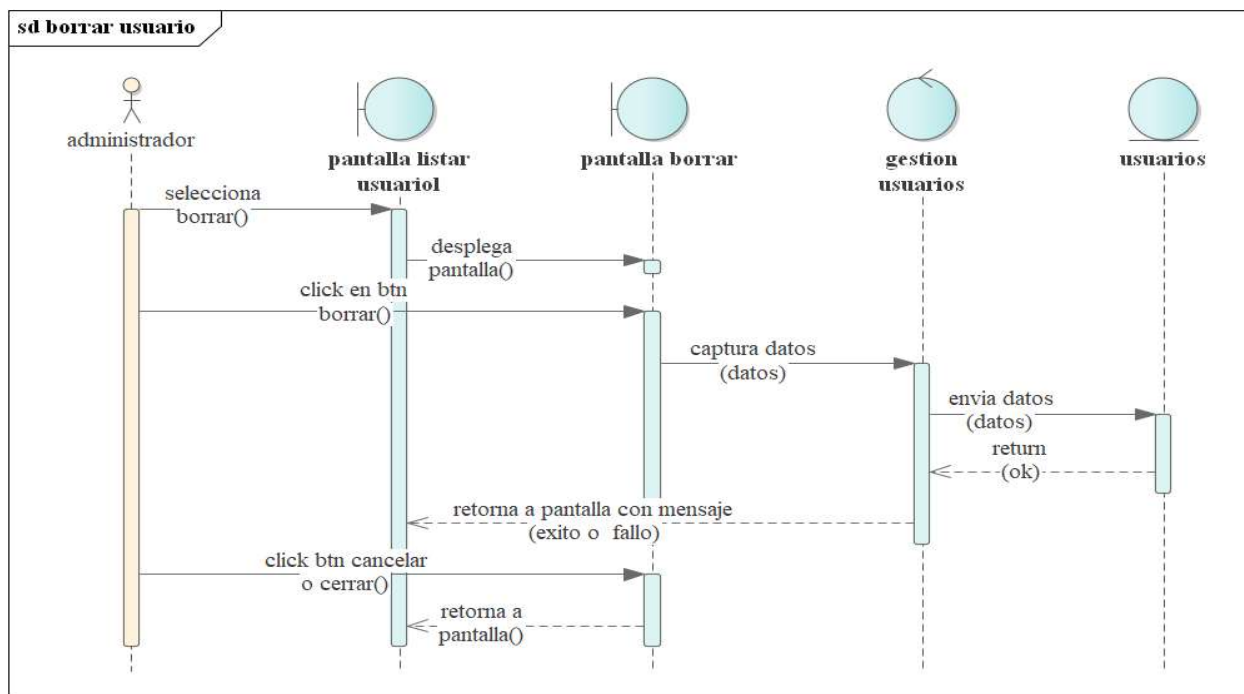 sd borrar usuario
administrador
pantalla listar
usuariol
pantalla borrar
gestion
usuarios
usuarios
selecciona
borrar()
desplega
pantalla()
click en btn
borrar()
captura datos
(datos)
envia datos
(datos)
return
(ok)
retorna a pantalla con mensaje
(exito o fallo)
click btn cancelar
o cerrar()
retorna a
pantalla()